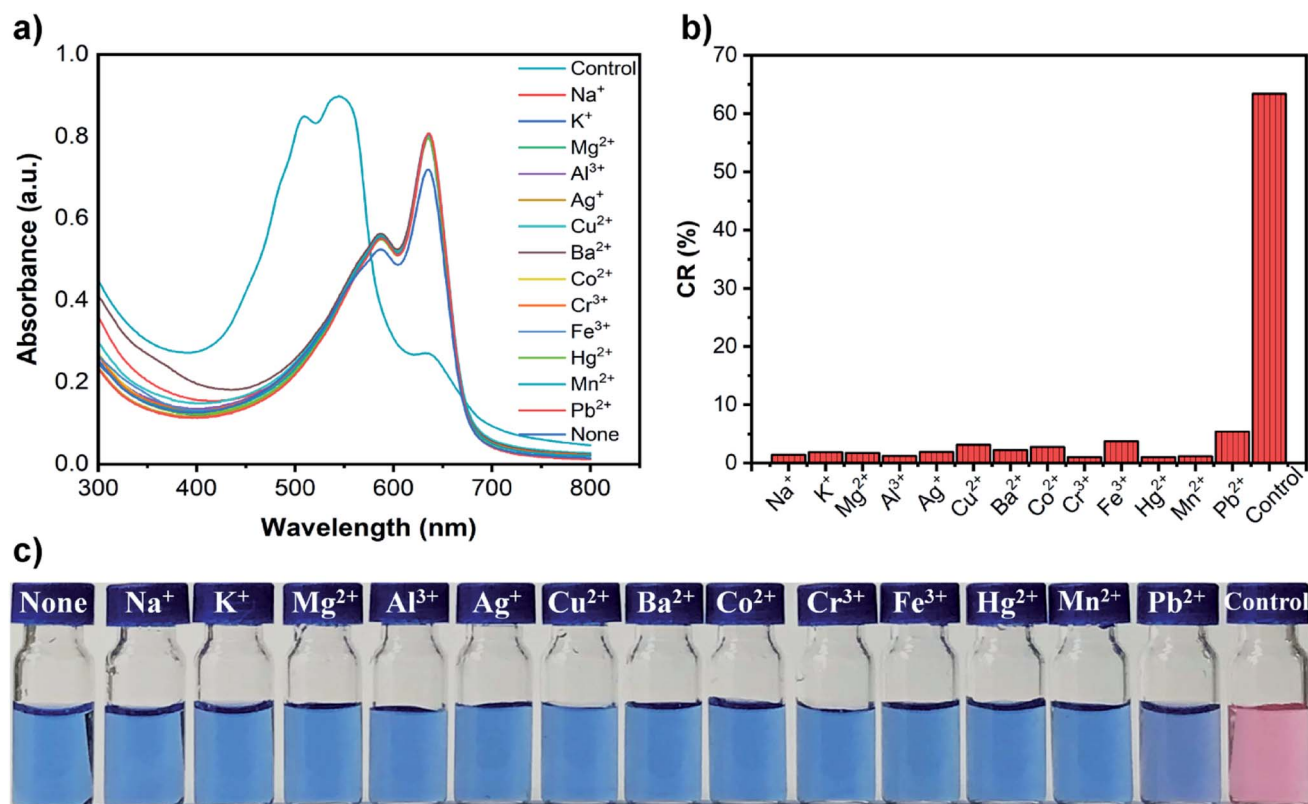 a)
1.0
0.8
0.6
0.4
0.2
0.0
Absorbance (a.u.)
300 400 500 600 700 800
Wavelength (nm)
Control
Na⁺
K⁺
Mg²⁺
Al³⁺
Ag⁺
Cu²⁺
Ba²⁺
Co²⁺
Cr³⁺
Fe³⁺
Hg²⁺
Mn²⁺
Pb²⁺
None
b)
70
60
50
40
30
20
10
0
CR (%)
Na⁺ K⁺ Mg²⁺ Al³⁺ Ag⁺ Cu²⁺ Ba²⁺ Co²⁺ Cr³⁺ Fe³⁺ Hg²⁺ Mn²⁺ Pb²⁺ Control
c)
None Na⁺ K⁺ Mg²⁺ Al³⁺ Ag⁺ Cu²⁺ Ba²⁺ Co²⁺ Cr³⁺ Fe³⁺ Hg²⁺ Mn²⁺ Pb²⁺ Control